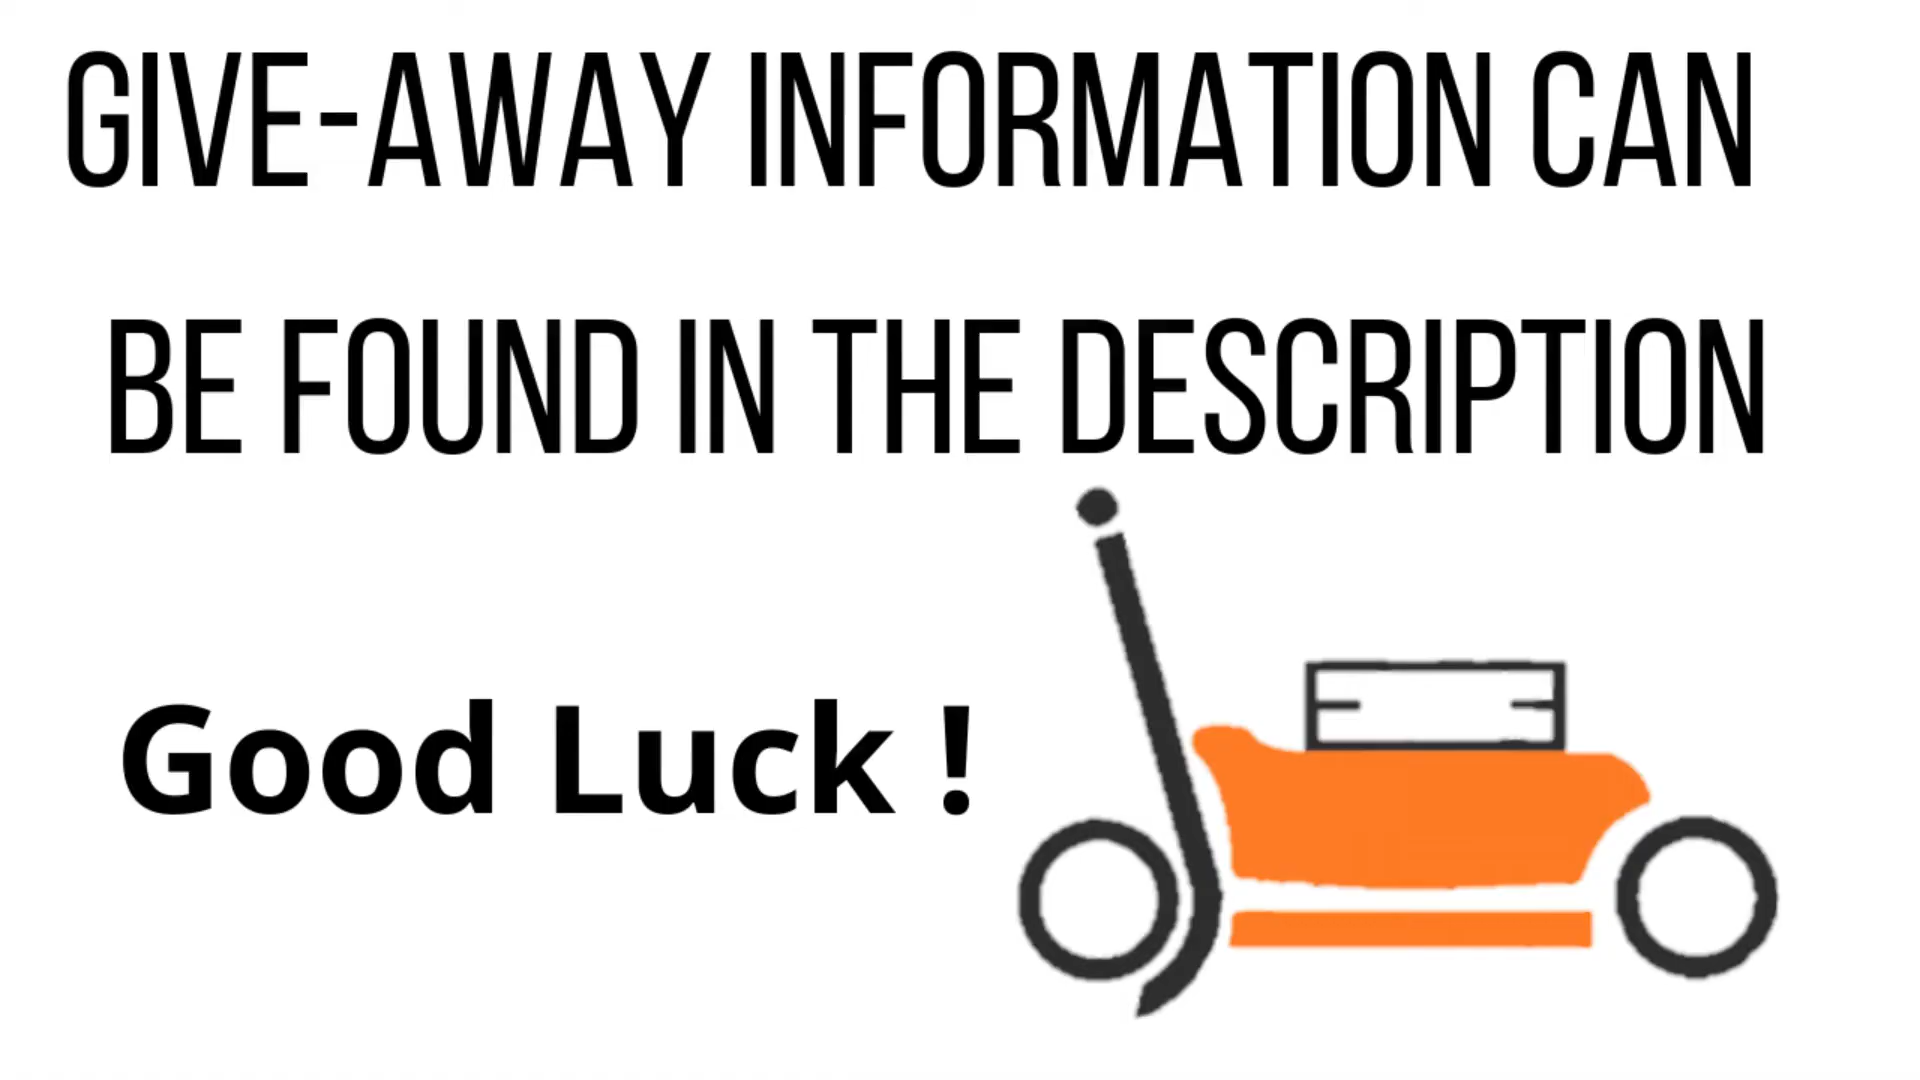 GIVE-AWAY INFORMATION CAN
BE FOUND IN THE DESCRIPTION
Good Luck !